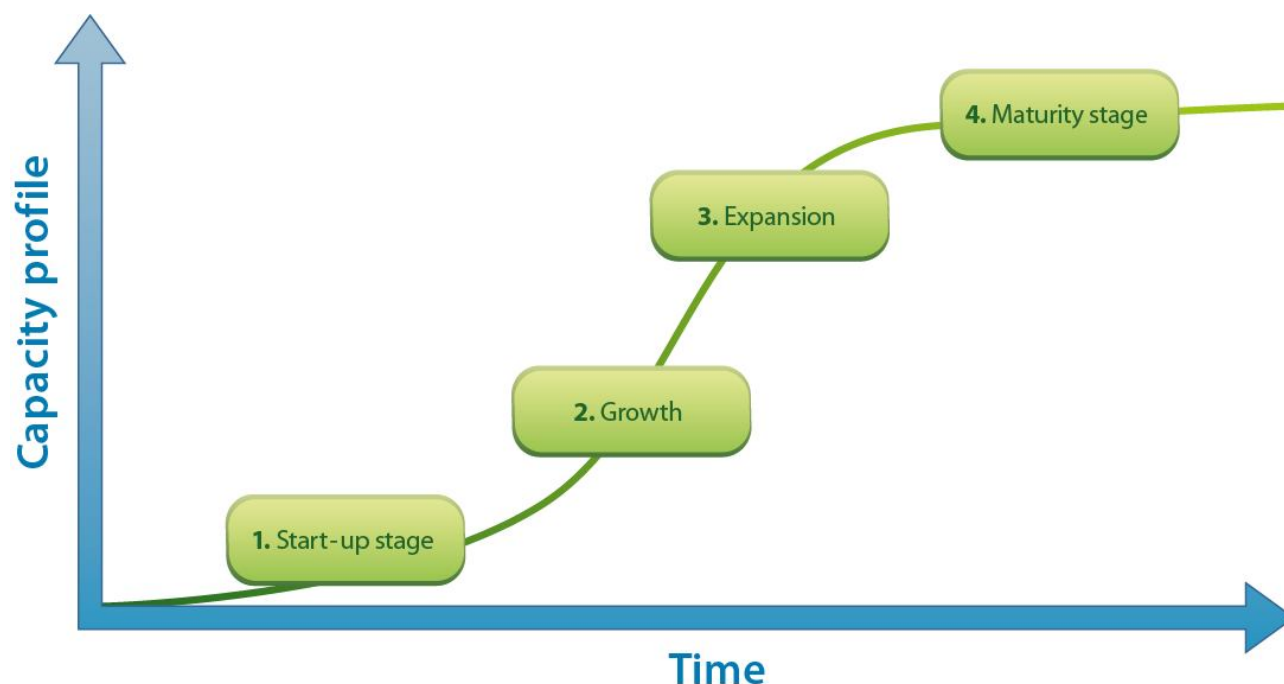 4. Maturity stage
3. Expansion
2. Growth
1. Start-up stage
Capacity profile
Time